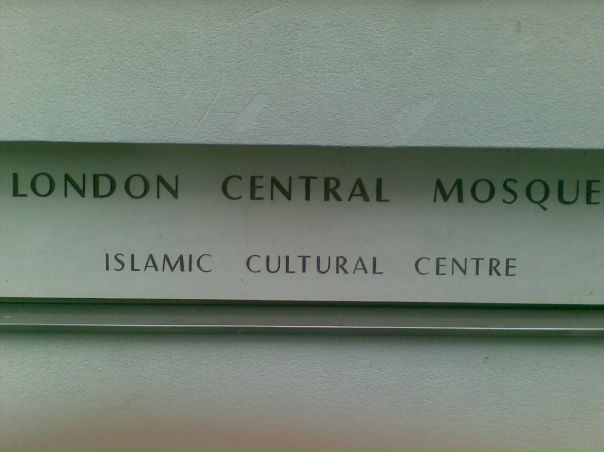 LONDON CENTRAL MOSQUE
ISLAMIC CULTURAL CENTRE